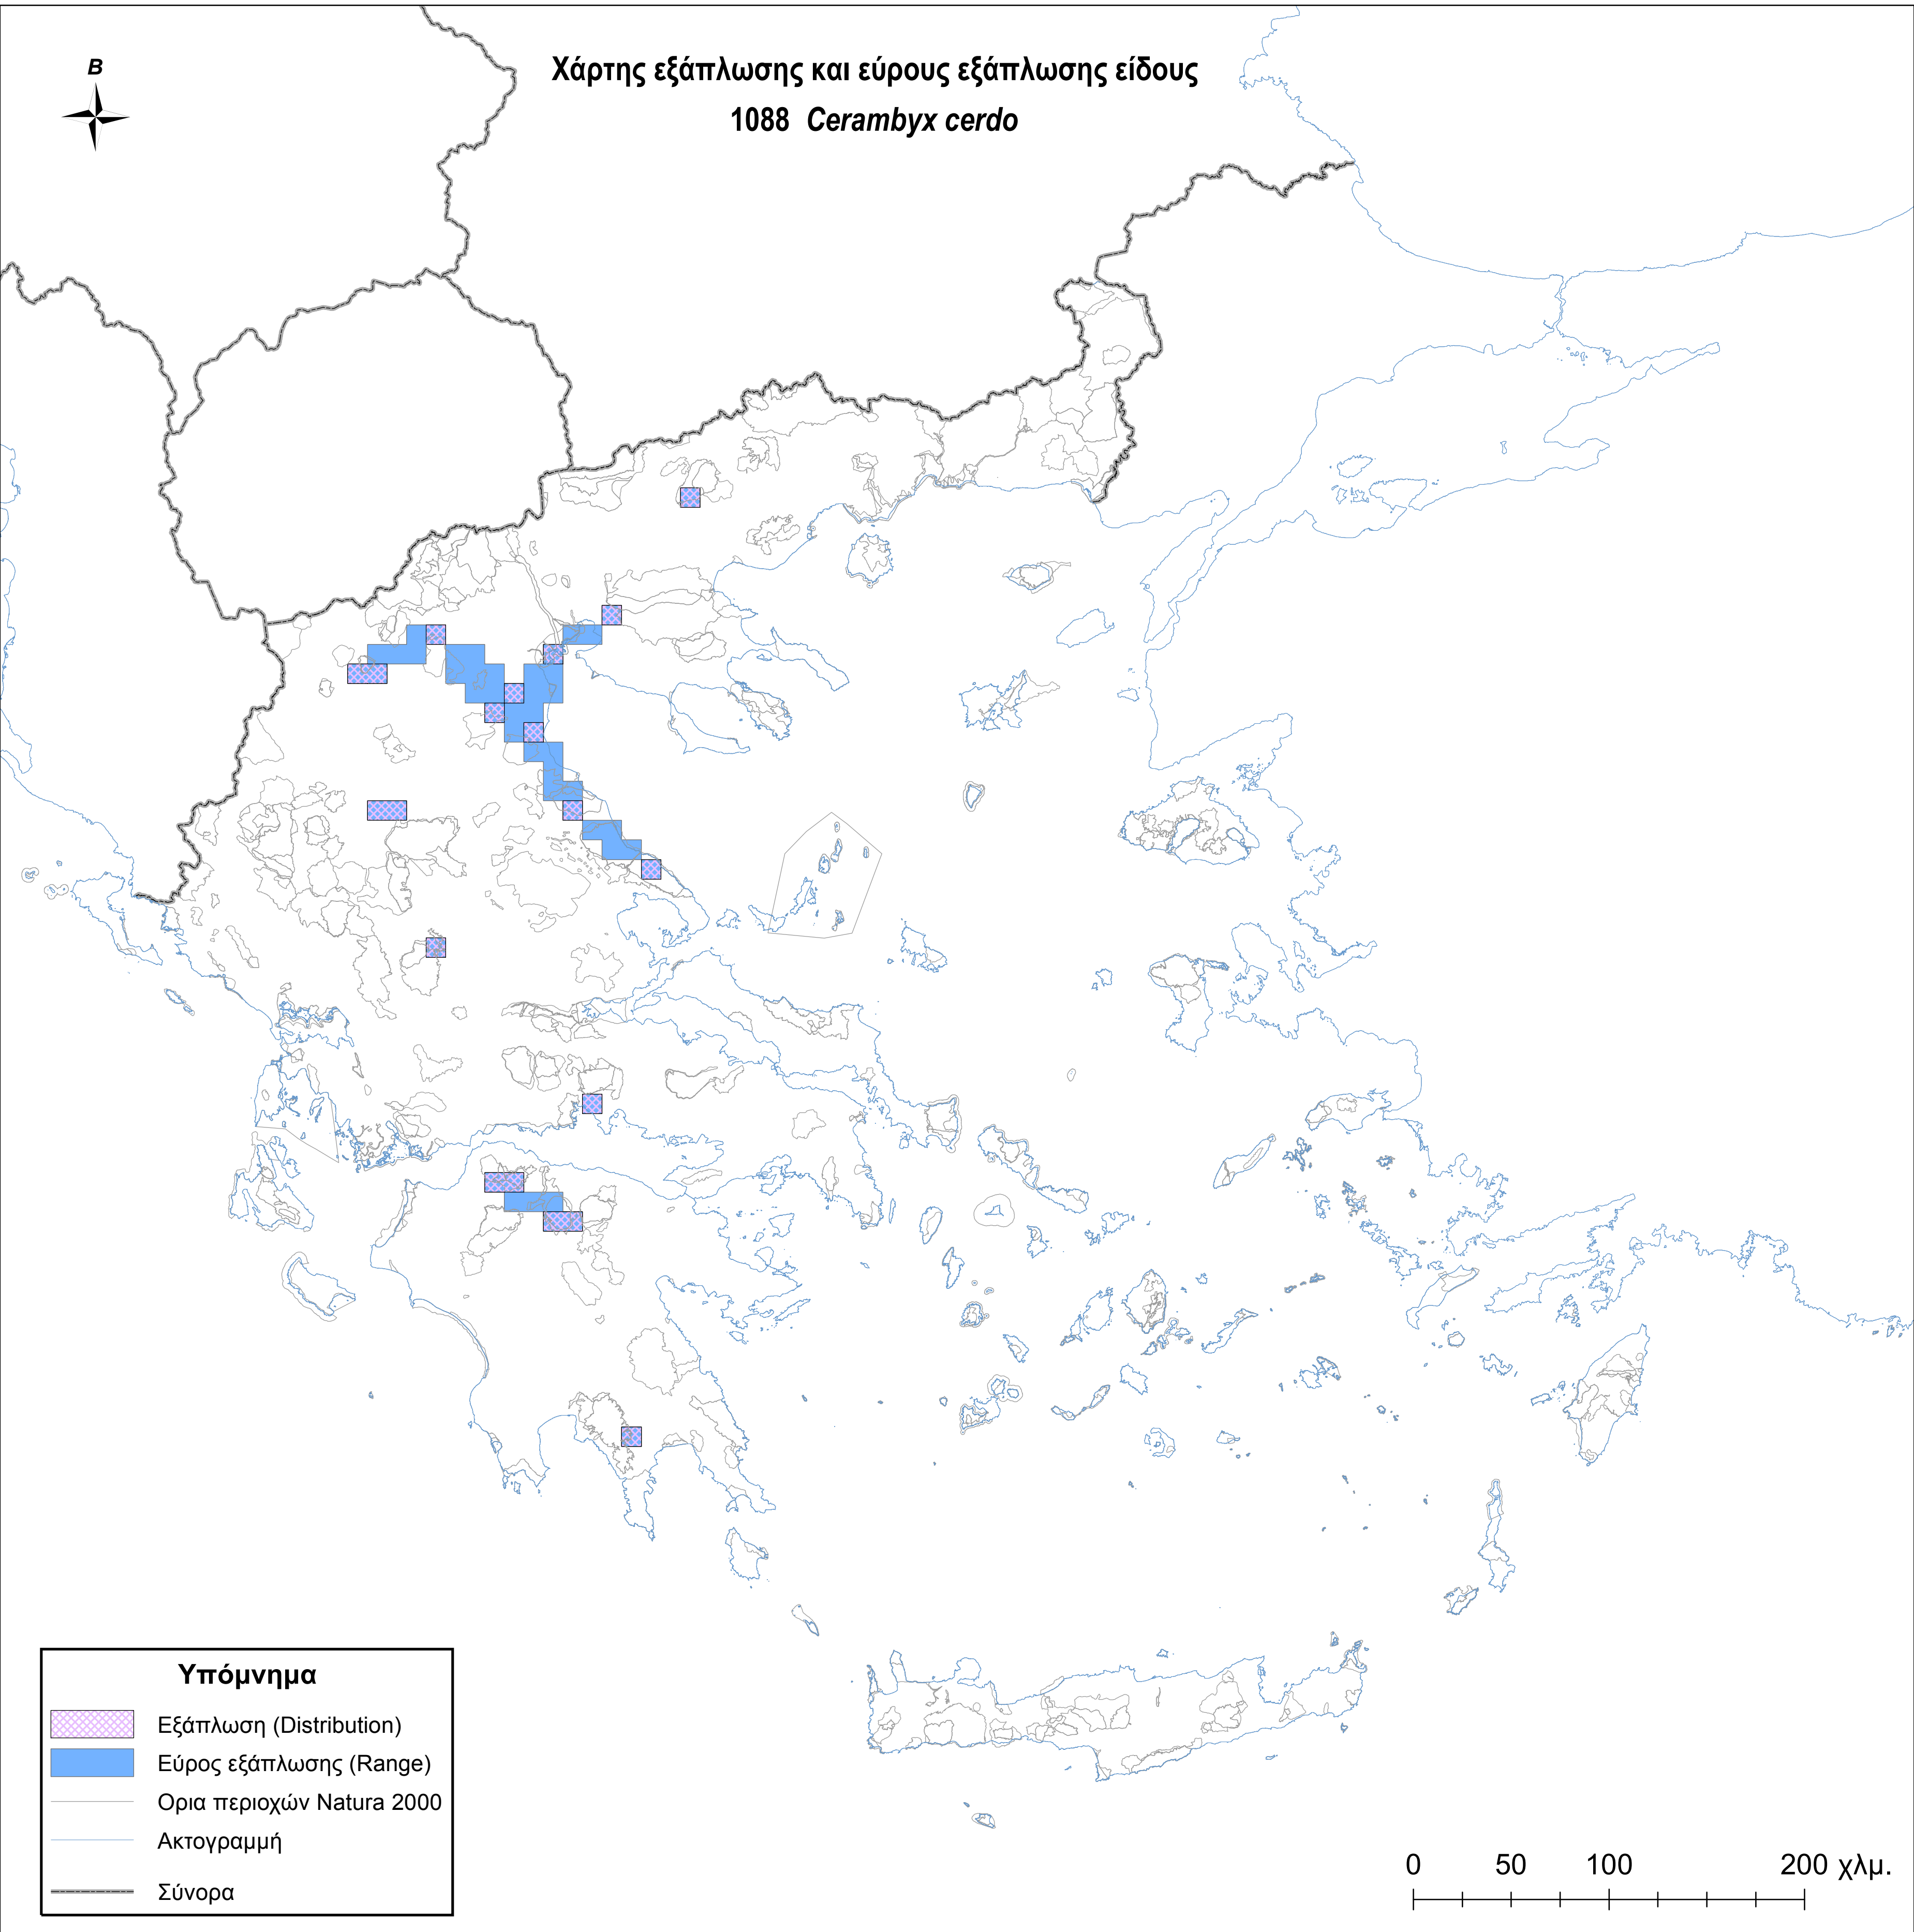 Χάρτης εξάπλωσης και εύρους εξάπλωσης είδους
1088 Cerambyx cerdo
Β
Υπόμνημα
Εξάπλωση (Distribution)
Εύρος εξάπλωσης (Range)
Ορια περιοχών Natura 2000
Ακτογραμμή
Σύνορα
0 50 100 200 χλμ.